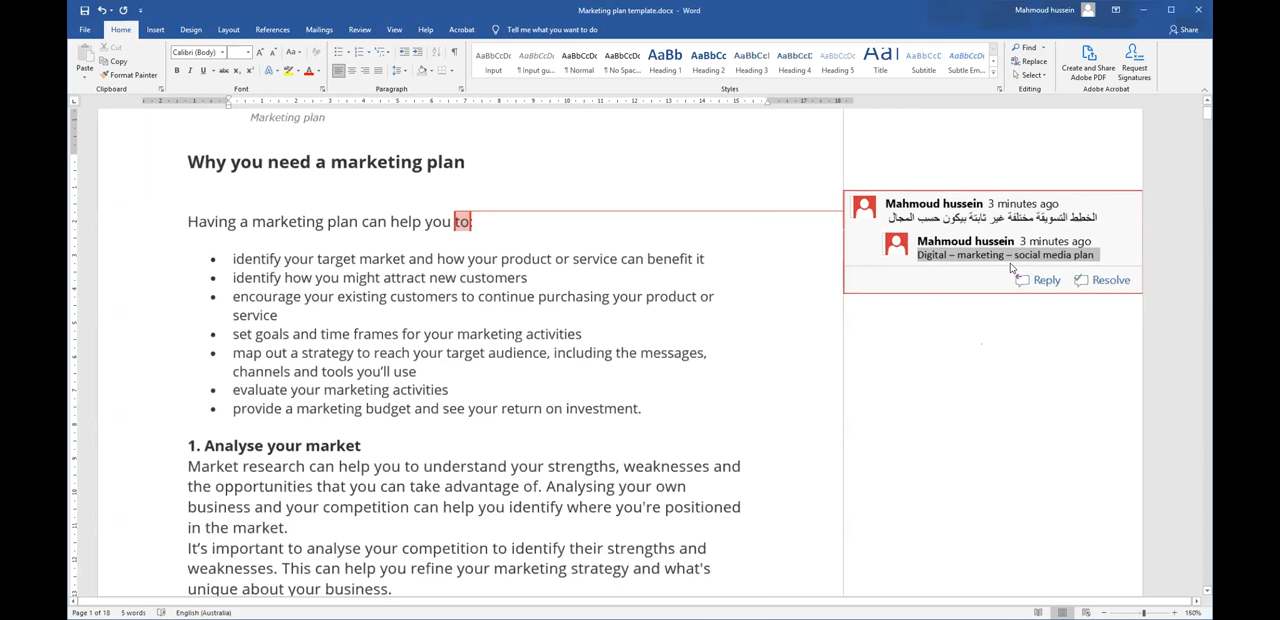 Marketing plan template.docx - Word
Mahmoud hussein
File Home Insert Design Layout References Mailings Review View Help Acrobat Tell me what you want to do Share
Paste
Cut
Copy
Format Painter
Clipboard
Calibri (Body)
Font
Paragraph
AaBbCcDc AaBbCcDc AaBbCcDc AaBbCcDc AaBb AaBbCc AaBbCcI AaBbCcI AaBbCcI AaI AaBbCcD AaBbCcD
Input ¶ Input gu... ¶ Normal ¶ No Spac... Heading 1 Heading 2 Heading 3 Heading 4 Heading 5 Title Subtitle Subtle Em...
Styles
Find
Replace
Select
Editing
Create and Share
Adobe PDF
Request
Signatures
Adobe Acrobat
Marketing plan
Why you need a marketing plan
Having a marketing plan can help you to:
• identify your target market and how your product or service can benefit it
• identify how you might attract new customers
• encourage your existing customers to continue purchasing your product or
service
• set goals and time frames for your marketing activities
• map out a strategy to reach your target audience, including the messages,
channels and tools you’ll use
• evaluate your marketing activities
• provide a marketing budget and see your return on investment.
1. Analyse your market
Market research can help you to understand your strengths, weaknesses and
the opportunities that you can take advantage of. Analysing your own
business and your competition can help you identify where you're positioned
in the market.
It’s important to analyse your competition to identify their strengths and
weaknesses. This can help you refine your marketing strategy and what's
unique about your business.
Mahmoud hussein 3 minutes ago
الخطط التسويقة مختلفة غير ثابتة بيكون حسب المجال
Mahmoud hussein 3 minutes ago
Digital – marketing – social media plan
Reply Resolve
Page 1 of 18 5 words English (Australia) 160%